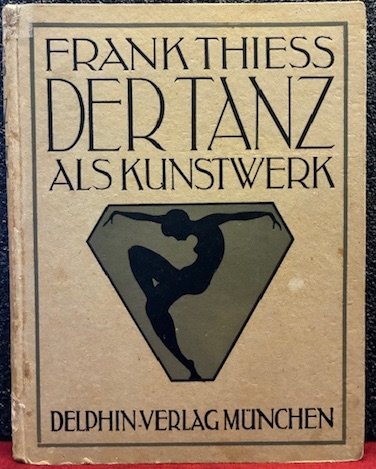 FRANK THIESS
DER TANZ
ALS KUNSTWERK
DELPHIN-VERLAG MÜNCHEN